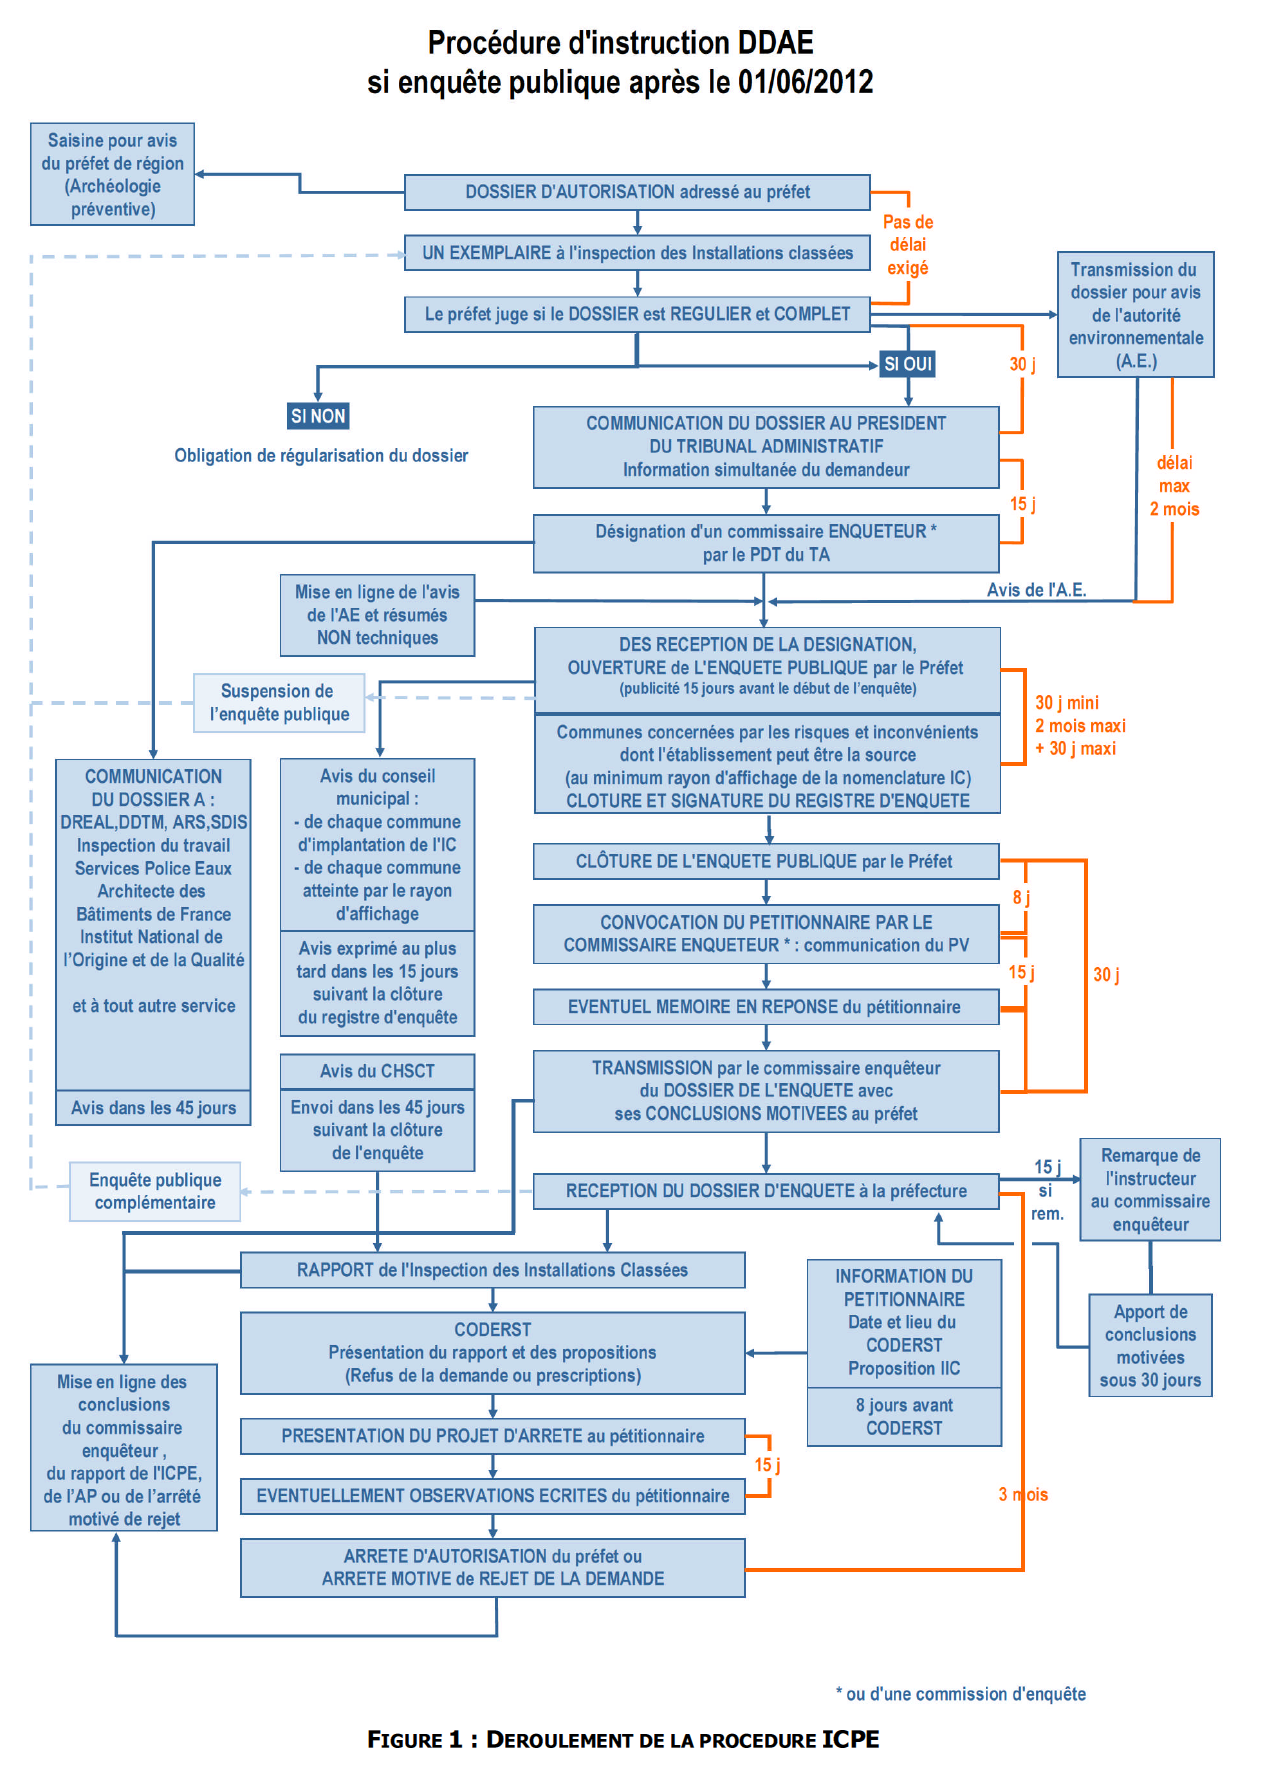 Procédure d'instruction DDAE
si enquête publique après le 01/06/2012
Saisine pour avis
du préfet de région
(Archéologie
préventive)
DOSSIER D'AUTORISATION adressé au préfet
Pas de
délai
exigé
UN EXEMPLAIRE à l'inspection des Installations classées
Le préfet juge si le DOSSIER est REGULIER et COMPLET
Transmission du
dossier pour avis
de l'autorité
environnementale
(A.E.)
SI OUI
30 j
SI NON
Obligation de régularisation du dossier
COMMUNICATION DU DOSSIER AU PRESIDENT
DU TRIBUNAL ADMINISTRATIF
Information simultanée du demandeur
délai
max
2 mois
15 j
Désignation d'un commissaire ENQUETEUR *
par le PDT du TA
Mise en ligne de l'avis
de l'AE et résumés
NON techniques
Avis de l'A.E.
DES RECEPTION DE LA DESIGNATION,
OUVERTURE de L'ENQUETE PUBLIQUE par le Préfet
(publicité 15 jours avant le début de l'enquête)
Suspension de
l'enquête publique
30 j mini
2 mois maxi
+ 30 j maxi
Communes concernées par les risques et inconvénients
dont l'établissement peut être la source
(au minimum rayon d'affichage de la nomenclature IC)
CLOTURE ET SIGNATURE DU REGISTRE D'ENQUETE
COMMUNICATION
DU DOSSIER A :
DREAL,DDTM, ARS,SDIS
Inspection du travail
Services Police Eaux
Architecte des
Bâtiments de France
Institut National de
l'Origine et de la Qualité
et à tout autre service
Avis dans les 45 jours
Avis du conseil
municipal :
- de chaque commune
d'implantation de l'IC
- de chaque commune
atteinte par le rayon
d'affichage
Avis exprimé au plus
tard dans les 15 jours
suivant la clôture
du registre d'enquête
Avis du CHSCT
Envoi dans les 45 jours
suivant la clôture
de l'enquête
CLÔTURE DE L'ENQUETE PUBLIQUE par le Préfet
8 j
CONVOCATION DU PETITIONNAIRE PAR LE
COMMISSAIRE ENQUETEUR * : communication du PV
15 j
30 j
EVENTUEL MEMOIRE EN REPONSE du pétitionnaire
TRANSMISSION par le commissaire enquêteur
du DOSSIER DE L'ENQUETE avec
ses CONCLUSIONS MOTIVEES au préfet
Enquête publique
complémentaire
RECEPTION DU DOSSIER D'ENQUETE à la préfecture
15 j
si
rem.
Remarque de
l'instructeur
au commissaire
enquêteur
RAPPORT de l'Inspection des Installations Classées
INFORMATION DU
PETITIONNAIRE
Date et lieu du
CODERST
Proposition IIC
8 jours avant
CODERST
Apport de
conclusions
motivées
sous 30 jours
CODERST
Présentation du rapport et des propositions
(Refus de la demande ou prescriptions)
Mise en ligne des
conclusions
du commissaire
enquêteur ,
du rapport de l'ICPE,
de l'AP ou de l'arrêté
motivé de rejet
PRESENTATION DU PROJET D'ARRETE au pétitionnaire
15 j
EVENTUELLEMENT OBSERVATIONS ECRITES du pétitionnaire
3 mois
ARRETE D'AUTORISATION du préfet ou
ARRETE MOTIVE de REJET DE LA DEMANDE
* ou d'une commission d'enquête
FIGURE 1 : DEROULEMENT DE LA PROCEDURE ICPE